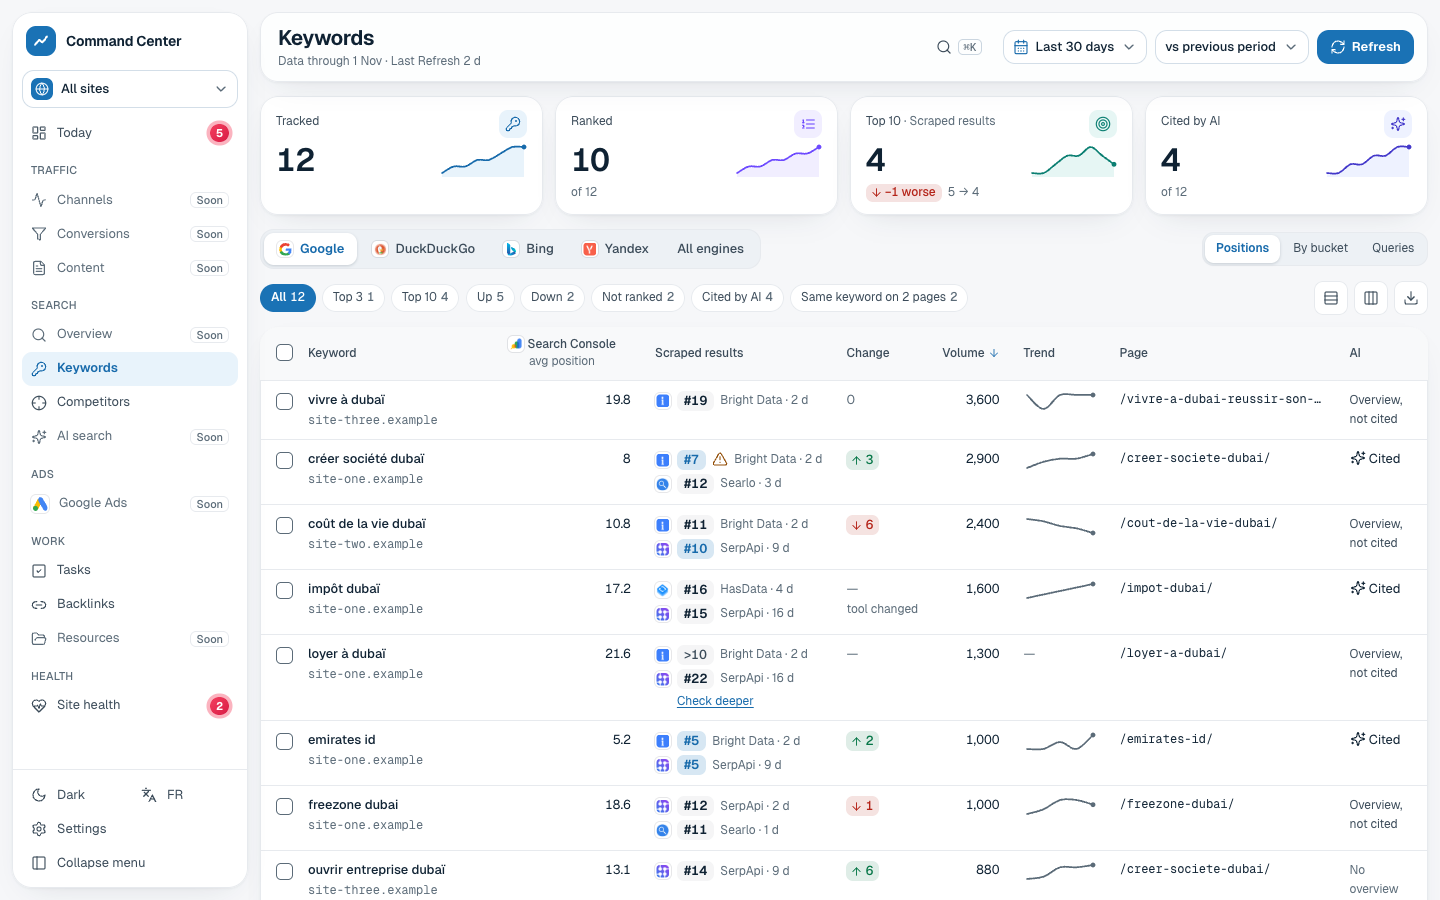 Command Center
All sites
Today
5
TRAFFIC
Channels
Soon
Conversions
Soon
Content
Soon
SEARCH
Overview
Soon
Keywords
Competitors
AI search
Soon
ADS
Google Ads
Soon
WORK
Tasks
Backlinks
Resources
Soon
HEALTH
Site health
2
Dark
FR
Settings
Collapse menu
Keywords
Data through 1 Nov · Last Refresh 2 d
⌘K
Last 30 days
vs previous period
Refresh
Tracked
12
Ranked
10
of 12
Top 10 · Scraped results
4
↓ −1 worse 5 → 4
Cited by AI
4
of 12
Google
DuckDuckGo
Bing
Yandex
All engines
Positions
By bucket
Queries
All 12
Top 3 1
Top 10 4
Up 5
Down 2
Not ranked 2
Cited by AI 4
Same keyword on 2 pages 2
Keyword
Search Console
avg position
Scraped results
Change
Volume ↓
Trend
Page
AI
vivre à dubaï
site-three.example
19.8
#19 Bright Data · 2 d
0
3,600
/vivre-a-dubai-reussir-son-…
Overview,
not cited
créer société dubaï
site-one.example
8
#7 Bright Data · 2 d
#12 Searlo · 3 d
↑ 3
2,900
/creer-societe-dubai/
Cited
coût de la vie dubaï
site-two.example
10.8
#11 Bright Data · 2 d
#10 SerpApi · 9 d
↓ 6
2,400
/cout-de-la-vie-dubai/
Overview,
not cited
impôt dubaï
site-one.example
17.2
#16 HasData · 4 d
#15 SerpApi · 16 d
—
tool changed
1,600
/impot-dubai/
Cited
loyer à dubaï
site-one.example
21.6
>10 Bright Data · 2 d
#22 SerpApi · 16 d
Check deeper
—
1,300
—
/loyer-a-dubai/
Overview,
not cited
emirates id
site-one.example
5.2
#5 Bright Data · 2 d
#5 SerpApi · 9 d
↑ 2
1,000
/emirates-id/
Cited
freezone dubai
site-one.example
18.6
#12 SerpApi · 2 d
#11 Searlo · 1 d
↓ 1
1,000
/freezone-dubai/
Overview,
not cited
ouvrir entreprise dubaï
site-three.example
13.1
#14 SerpApi · 9 d
↑ 6
880
/creer-societe-dubai/
No
overview